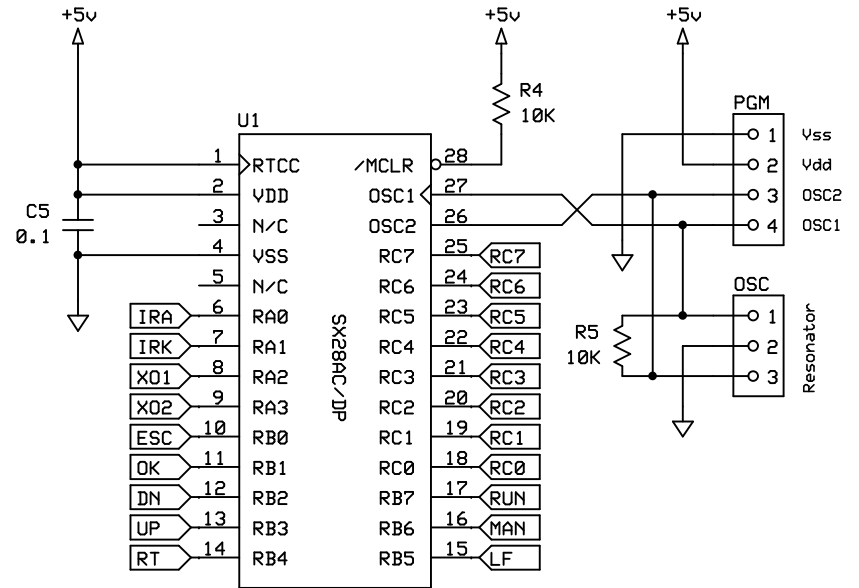 +5v +5v +5v
R4
10K
PGM
U1
1 RTCC /MCLR 28
2 VDD OSC1 27
3 N/C OSC2 26
4 VSS RC7 25 RC7
5 N/C RC6 24 RC6
IRA 6 RA0 RC5 23 RC5
IRK 7 RA1 RC4 22 RC4
XO1 8 RA2 RC3 21 RC3
XO2 9 RA3 RC2 20 RC2
ESC 10 RB0 RC1 19 RC1
OK 11 RB1 RC0 18 RC0
DN 12 RB2 RB7 17 RUN
UP 13 RB3 RB6 16 MAN
RT 14 RB4 RB5 15 LF
SX28AC/DP
C5
0.1
1 Vss
2 Vdd
3 OSC2
4 OSC1
OSC
1
2
3
Resonator
R5
10K